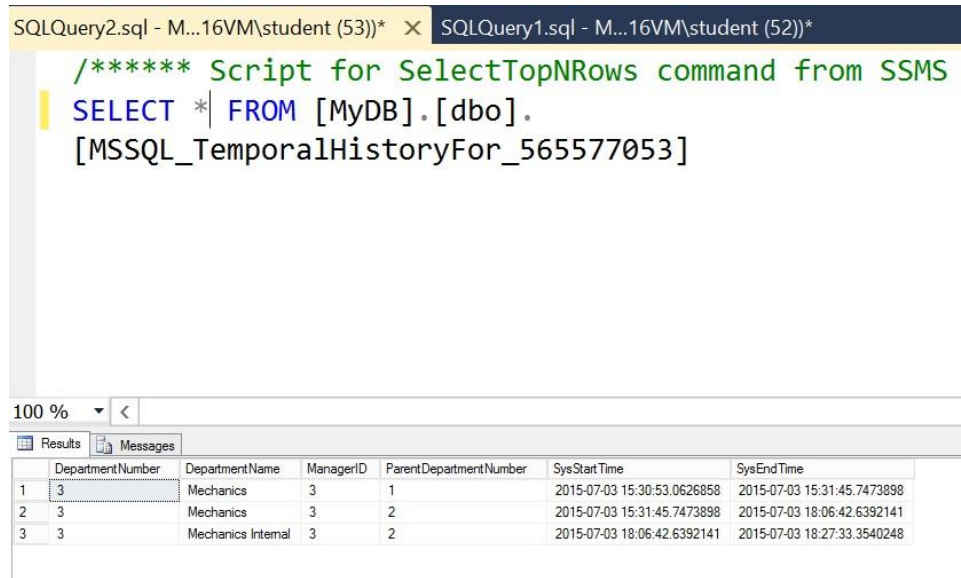 SQLQuery2.sql - M...16VM\student (53))* X SQLQuery1.sql - M...16VM\student (52))*
/****** Script for SelectTopNRows command from SSMS
SELECT * FROM [MyDB].[dbo].
[MSSQL_TemporalHistoryFor_565577053]
100 %
Results Messages
DepartmentNumber DepartmentName ManagerID ParentDepartmentNumber SysStartTime SysEndTime
1 3 Mechanics 3 1 2015-07-03 15:30:53.0626858 2015-07-03 15:31:45.7473898
2 3 Mechanics 3 2 2015-07-03 15:31:45.7473898 2015-07-03 18:06:42.6392141
3 3 Mechanics Internal 3 2 2015-07-03 18:06:42.6392141 2015-07-03 18:27:33.3540248